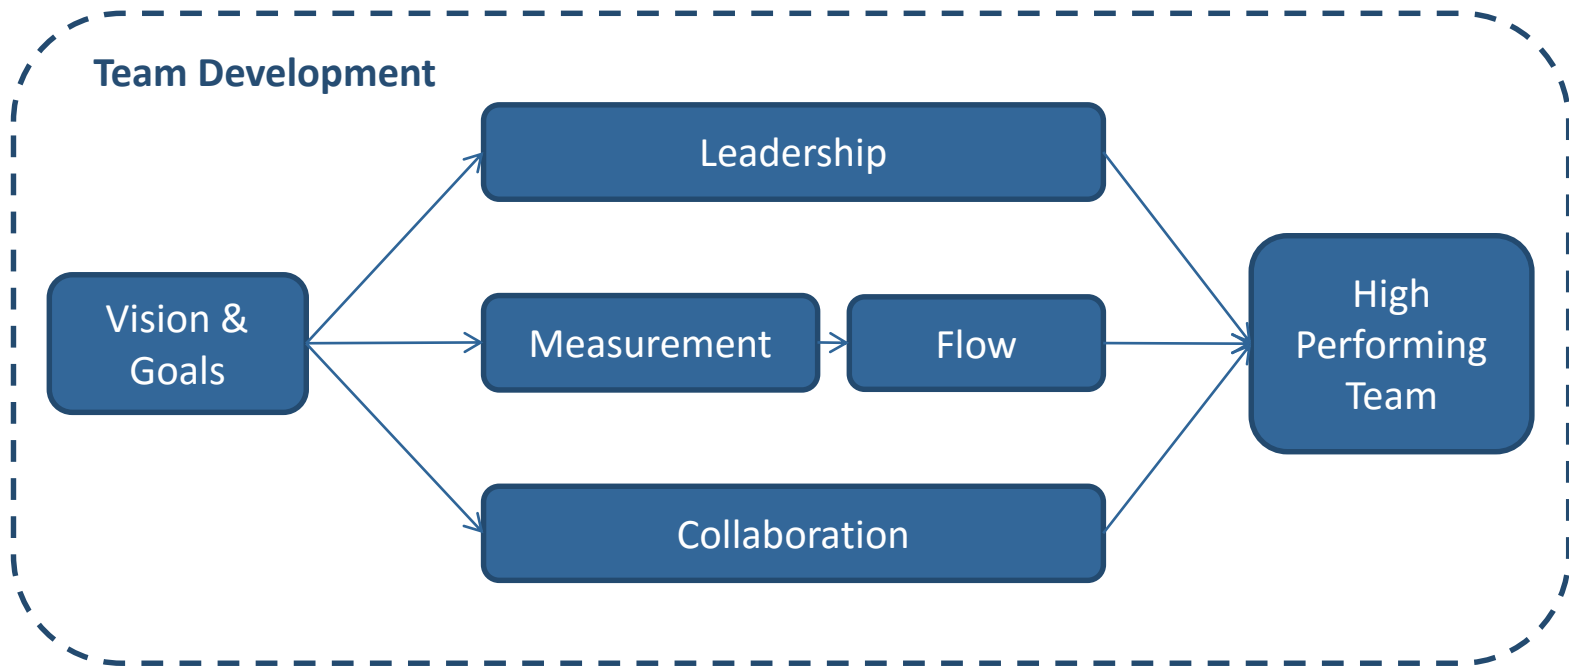 Team Development
Leadership
Vision &
Goals
Measurement
Flow
High
Performing
Team
Collaboration